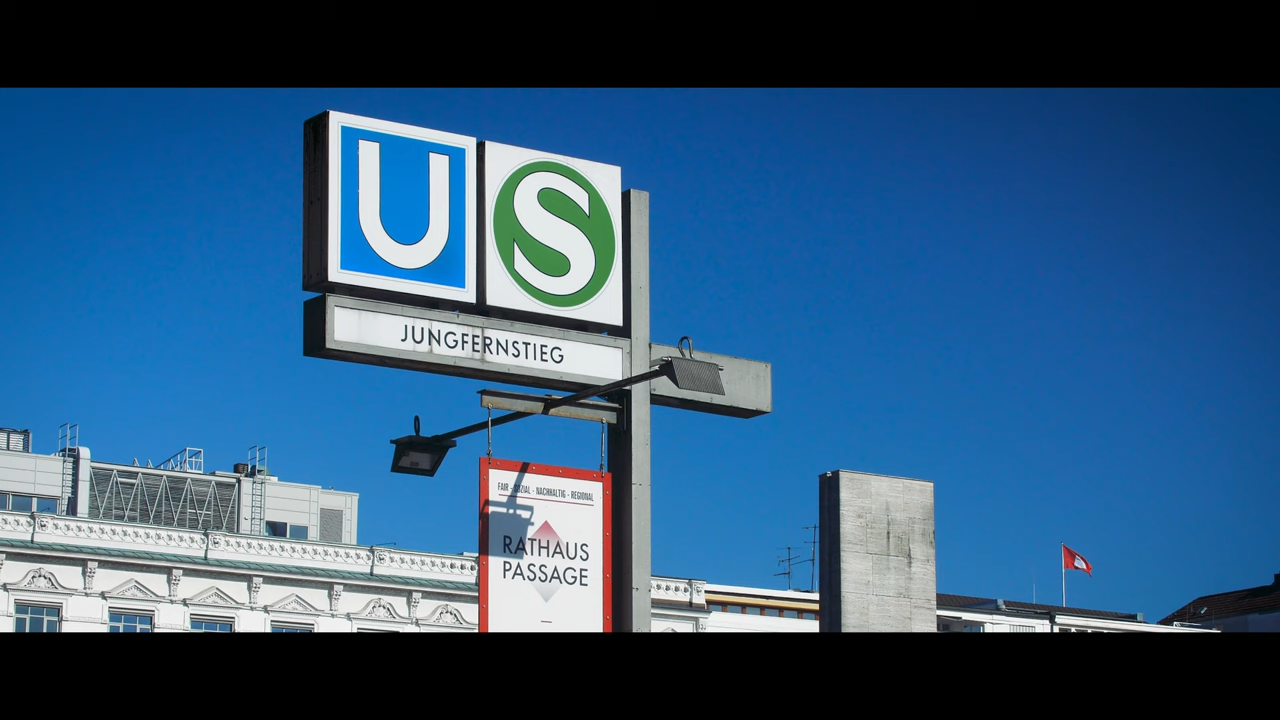 U S
JUNGFERNSTIEG
FAIR - SOZIAL - NACHHALTIG - REGIONAL
RATHAUS
PASSAGE